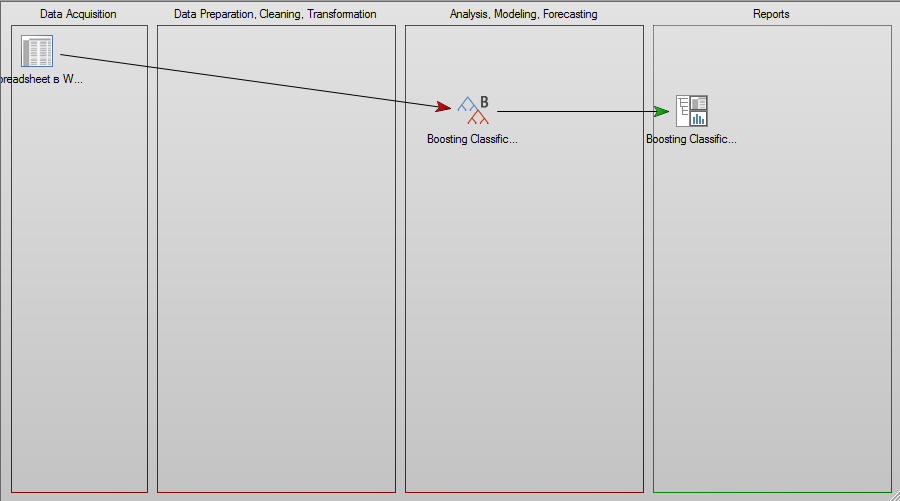 Data Acquisition
Data Preparation, Cleaning, Transformation
Analysis, Modeling, Forecasting
Reports
readsheet в W...
B
Boosting Classific...
Boosting Classific...